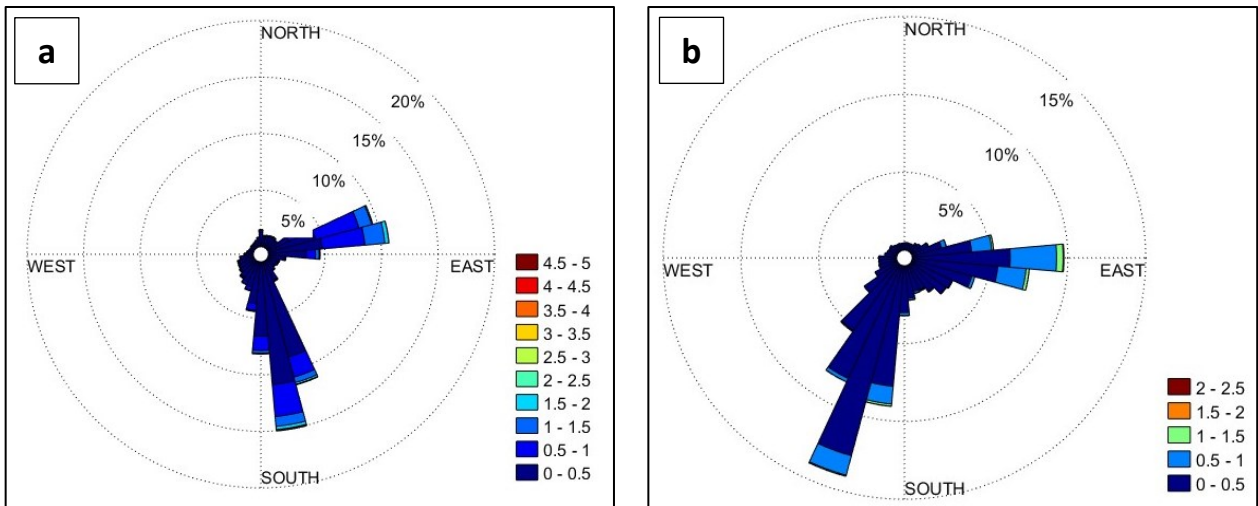 a
NORTH
20%
15%
10%
5%
WEST
EAST
4.5 - 5
4 - 4.5
3.5 - 4
3 - 3.5
2.5 - 3
2 - 2.5
1.5 - 2
1 - 1.5
0.5 - 1
0 - 0.5
SOUTH
b
NORTH
15%
10%
5%
WEST
EAST
2 - 2.5
1.5 - 2
1 - 1.5
0.5 - 1
0 - 0.5
SOUTH